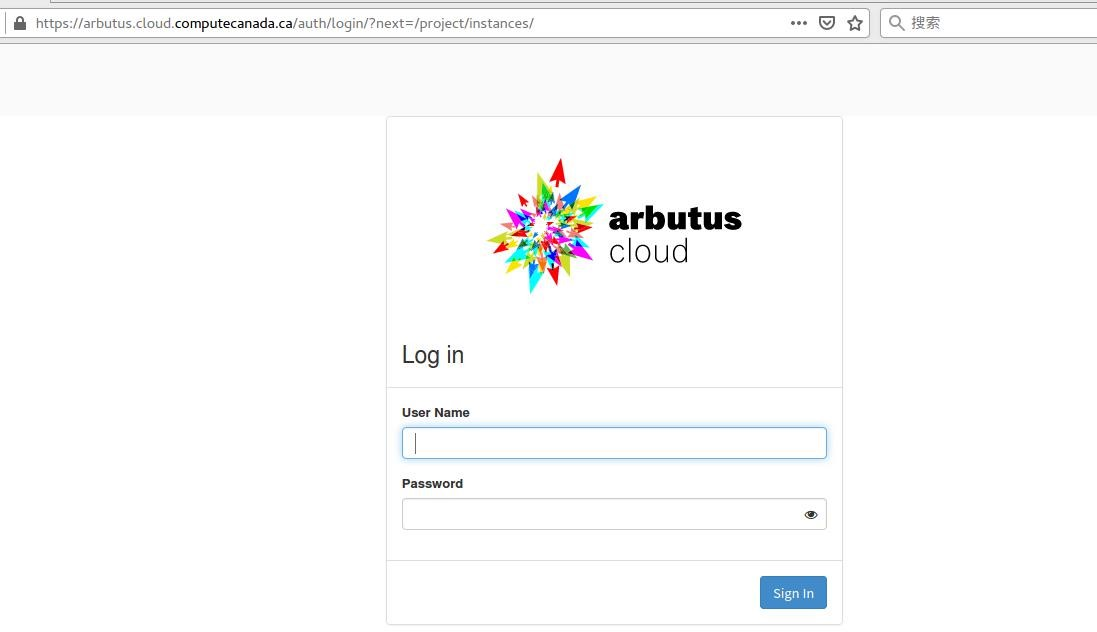 https://arbutus.cloud.computecanada.ca/auth/login/?next=/project/instances/
搜索
arbutus
cloud
Log in
User Name
Password
Sign In